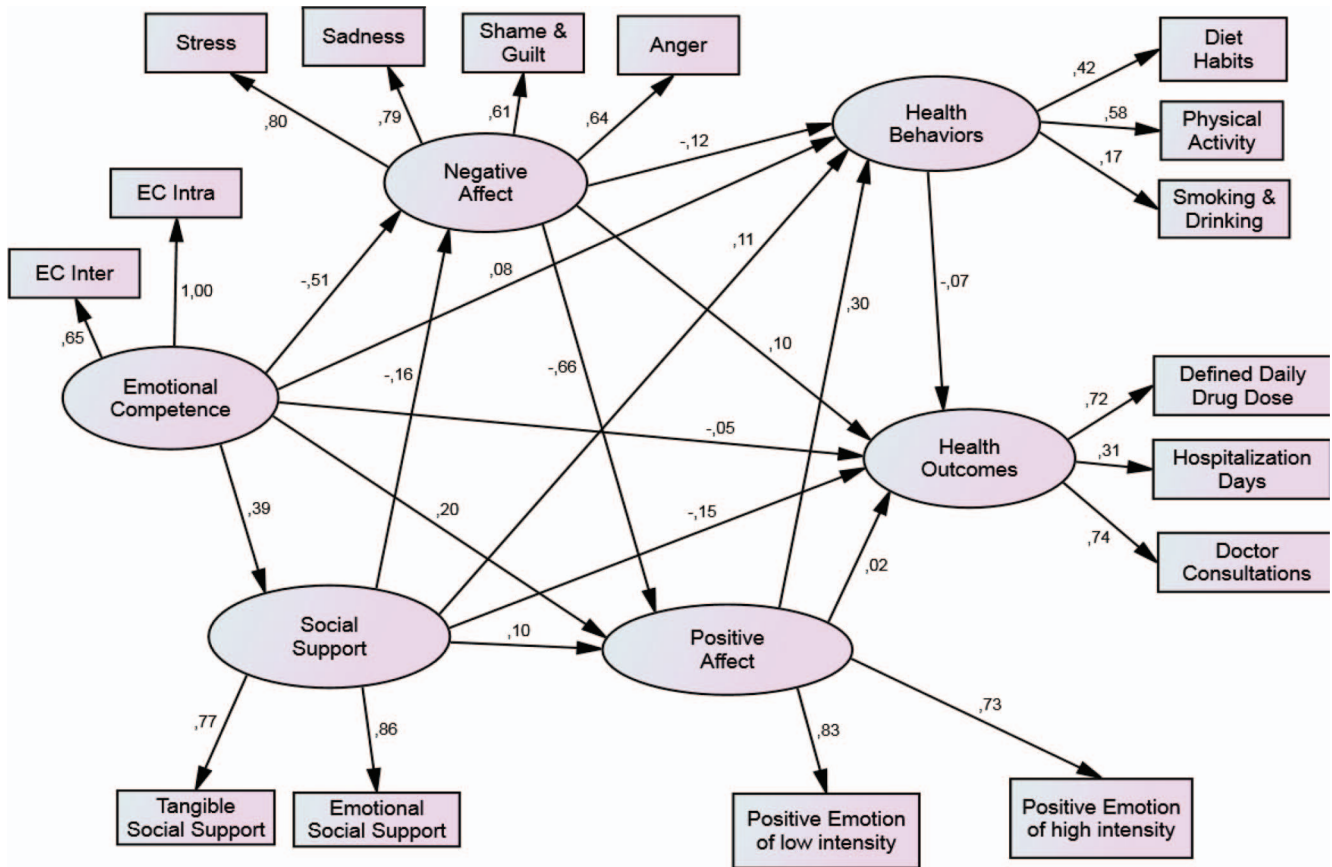 Stress
Sadness
Shame &
Guilt
Anger
Diet
Habits
,42
Health
Behaviors
,58
Physical
Activity
,17
Smoking &
Drinking
,80
,79
,61
,64
-,12
Negative
Affect
EC Intra
EC Inter
1,00
,65
-,51
,08
,11
,30
-,07
Emotional
Competence
-,16
-,66
,10
-,05
Defined Daily
Drug Dose
,72
Health
Outcomes
,31
Hospitalization
Days
,74
Doctor
Consultations
,39
,20
-,15
,02
Social
Support
,10
Positive
Affect
,77
,86
,83
,73
Tangible
Social Support
Emotional
Social Support
Positive Emotion
of low intensity
Positive Emotion
of high intensity